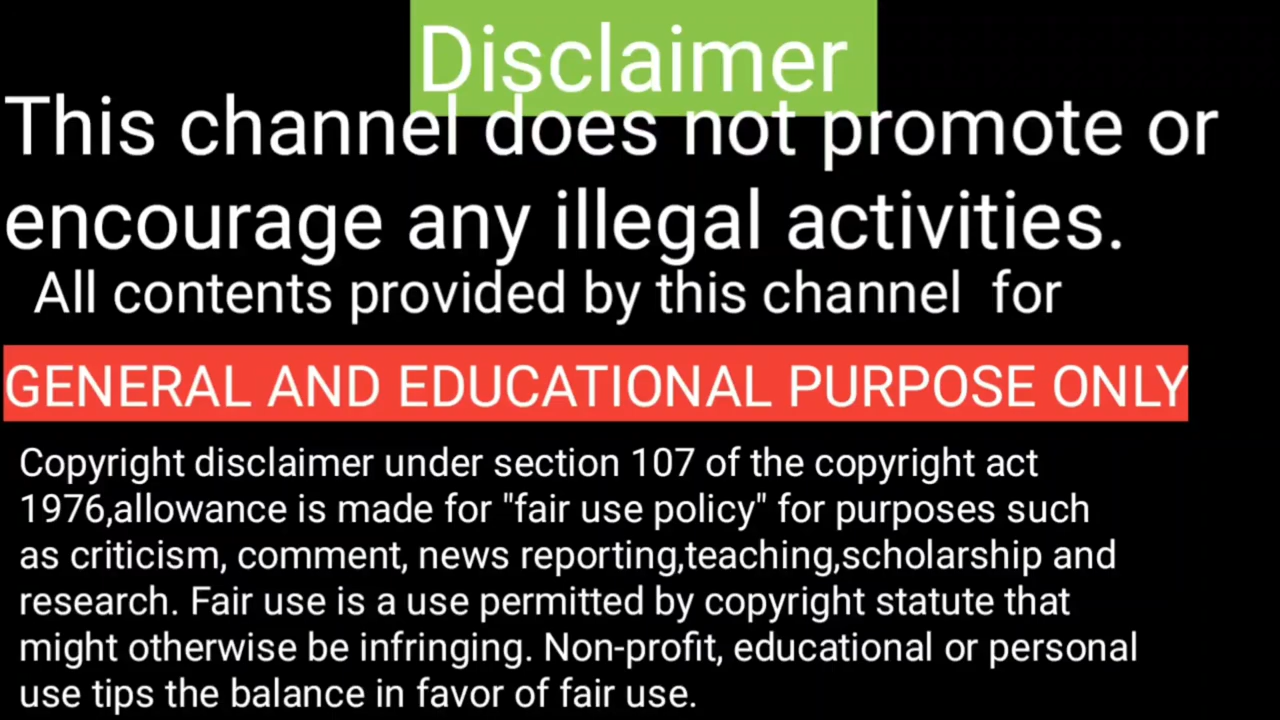 Disclaimer
This channel does not promote or
encourage any illegal activities.
All contents provided by this channel  for
GENERAL AND EDUCATIONAL PURPOSE ONLY
Copyright disclaimer under section 107 of the copyright act
1976,allowance is made for "fair use policy" for purposes such
as criticism, comment, news reporting,teaching,scholarship and
research. Fair use is a use permitted by copyright statute that
might otherwise be infringing. Non-profit, educational or personal
use tips the balance in favor of fair use.